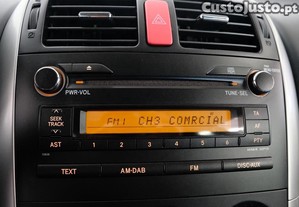 CustoJusto.pt
PWR·VOL
TUNE·SEL
FM1 CH3 COMRCIAL
SEEK
TRACK
TA
AF
PTY
AST
1 2 3 4 5 6
TEXT
AM·DAB
FM
DISC·AUX